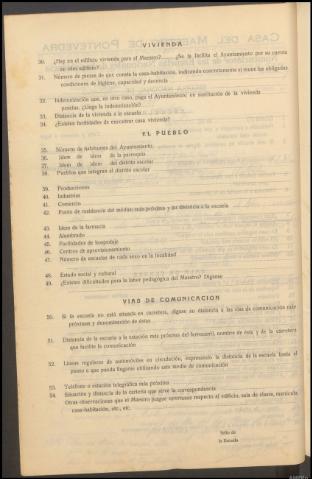 VIVIENDA
30. ¿Hay en el edificio vivienda para el Maestro? ¿Se la facilita el Ayuntamiento por su cuenta
en otro edificio?
31. Número de piezas de que consta la casa-habitación, indicando concretamente si reune las obligadas
condiciones de higiene, capacidad y decencia
32. Indemnización que, en otro caso, paga el Ayuntamiento, en sustitución de la vivienda
pesetas. (Llega la indemnización?
33. Distancia de la vivienda a la escuela
34. ¿Existen facilidades de encontrar casa vivienda?
EL PUEBLO
35. Número de habitantes del Ayuntamiento
36. Idem de idem de la parroquia
37. Idem de idem del distrito escolar
38. Pueblos que integran el distrito escolar
39. Producciones
40. Industrias
41. Comercio
42. Punto de residencia del médico más próximo y su distancia a la escuela
43. Idem de la farmacia
44. Alumbrado
45. Facilidades de hospedaje
46. Centros de aprovisionamiento
47. Número de escuelas de cada sexo en la localidad
48. Estado social y cultural
49. ¿Existen dificultades para la labor pedagógica del Maestro? Dígase
VIAS DE COMUNICACION
50. Si la escuela no está situada en carretera, dígase su distancia a las vías de comunicación más
próximas y denominación de éstas
51. Distancia de la escuela a la estación más próxima del ferrocarril, nombre de ésta y de la carretera
que facilite la comunicación
52. Líneas regulares de automóviles en circulación, expresando la distancia de la escuela hasta el
punto a que pueda llegarse utilizando este medio de comunicación
53. Teléfono o estación telegráfica más próxima
54. Situación y distancia de la cartería que sirve la correspondencia
Otras observaciones que el Maestro juzgue oportunas respecto al edificio, sala de clases, matrícula,
casa-habitación, etc., etc.
Sello de
la Escuela